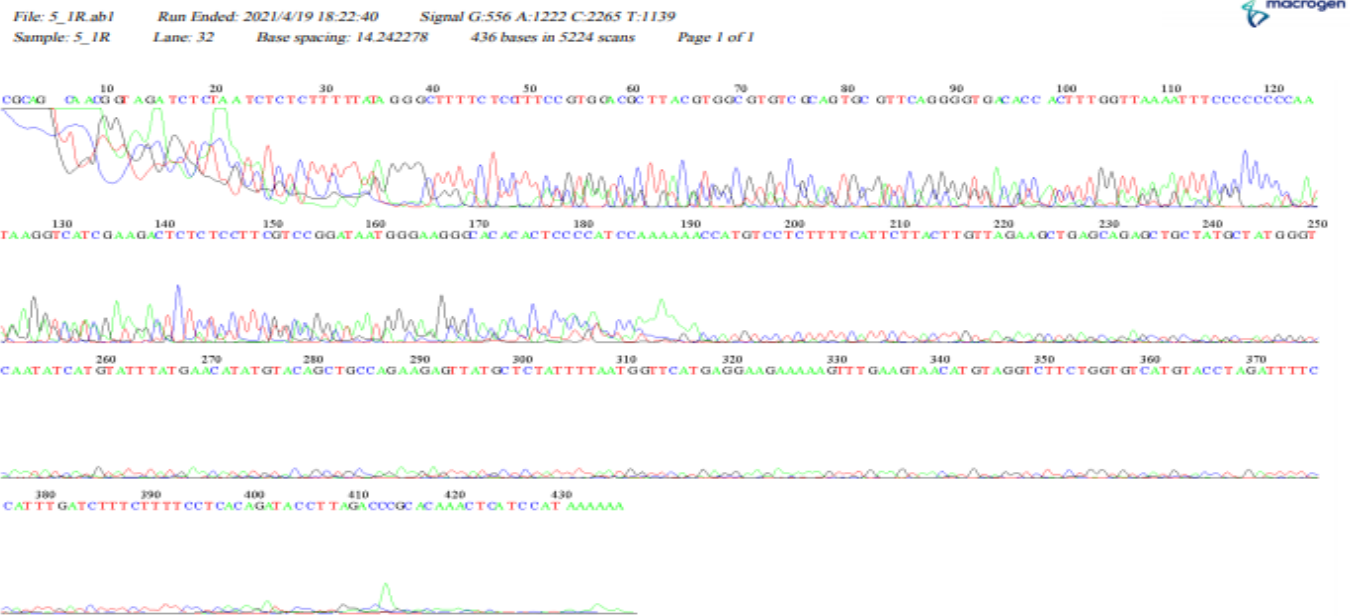 macrogen
File: 5_1R.ab1 Run Ended: 2021/4/19 18:22:40 Signal G:556 A:1222 C:2265 T:1139
Sample: 5_1R Lane: 32 Base spacing: 14.242278 436 bases in 5224 scans Page 1 of 1
10 20 30 40 50 60 70 80 90 100 110 120
CGCAG CAACGGTAGATCTCTAATCTCTCTTTTTATAGGGCTTTTCTCCTTTCCGTGGACGCTTACGTGGCGTGTCGCAGTGCGTTCAGGGGTGACACCACTTTGGTTAAAATTTCCCCCCCCAA
130 140 150 160 170 180 190 200 210 220 230 240 250
TAAGGTCATCGAAGACTCTCTCCTTCGTCCGGATAATGGGAAGGGCACACACTCCCCCATCCAAAAAAACCATGTCCTCTTTTCATTCTTACTTGTTAGAAGCTGAGCAGAGCTGCTATGCTATGGGT
260 270 280 290 300 310 320 330 340 350 360 370
CAATATCATGTATTTATGAACATATGTACAGCTGCCAGAAGAGTTATGCTCTATTTTTAATGGTTCATGAGGAAGAAAAAGTTTGAAGTAACATGTAGGTCTTCTGGTGTCATGTACCTAGATTTTC
380 390 400 410 420 430
CATTTGATCTTTCTTTTCCTCACAGATACCTTAGACCCGCACAAACTCATCCATAAAAAA